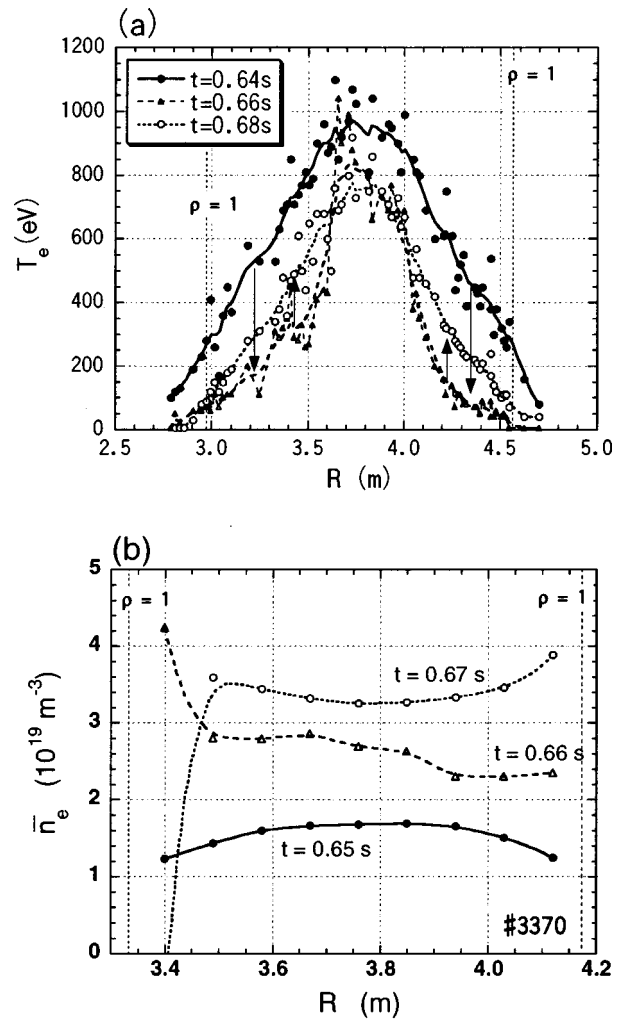 (a)
1200
1000
800
600
400
200
0
T_e (eV)
t=0.64s
t=0.66s
t=0.68s
ρ = 1
ρ = 1
2.5 3.0 3.5 4.0 4.5 5.0
R (m)
(b)
5
4
3
2
1
0
n̅_e (10^19 m^-3)
ρ = 1
ρ = 1
t = 0.67 s
t = 0.66 s
t = 0.65 s
#3370
3.4 3.6 3.8 4.0 4.2
R (m)